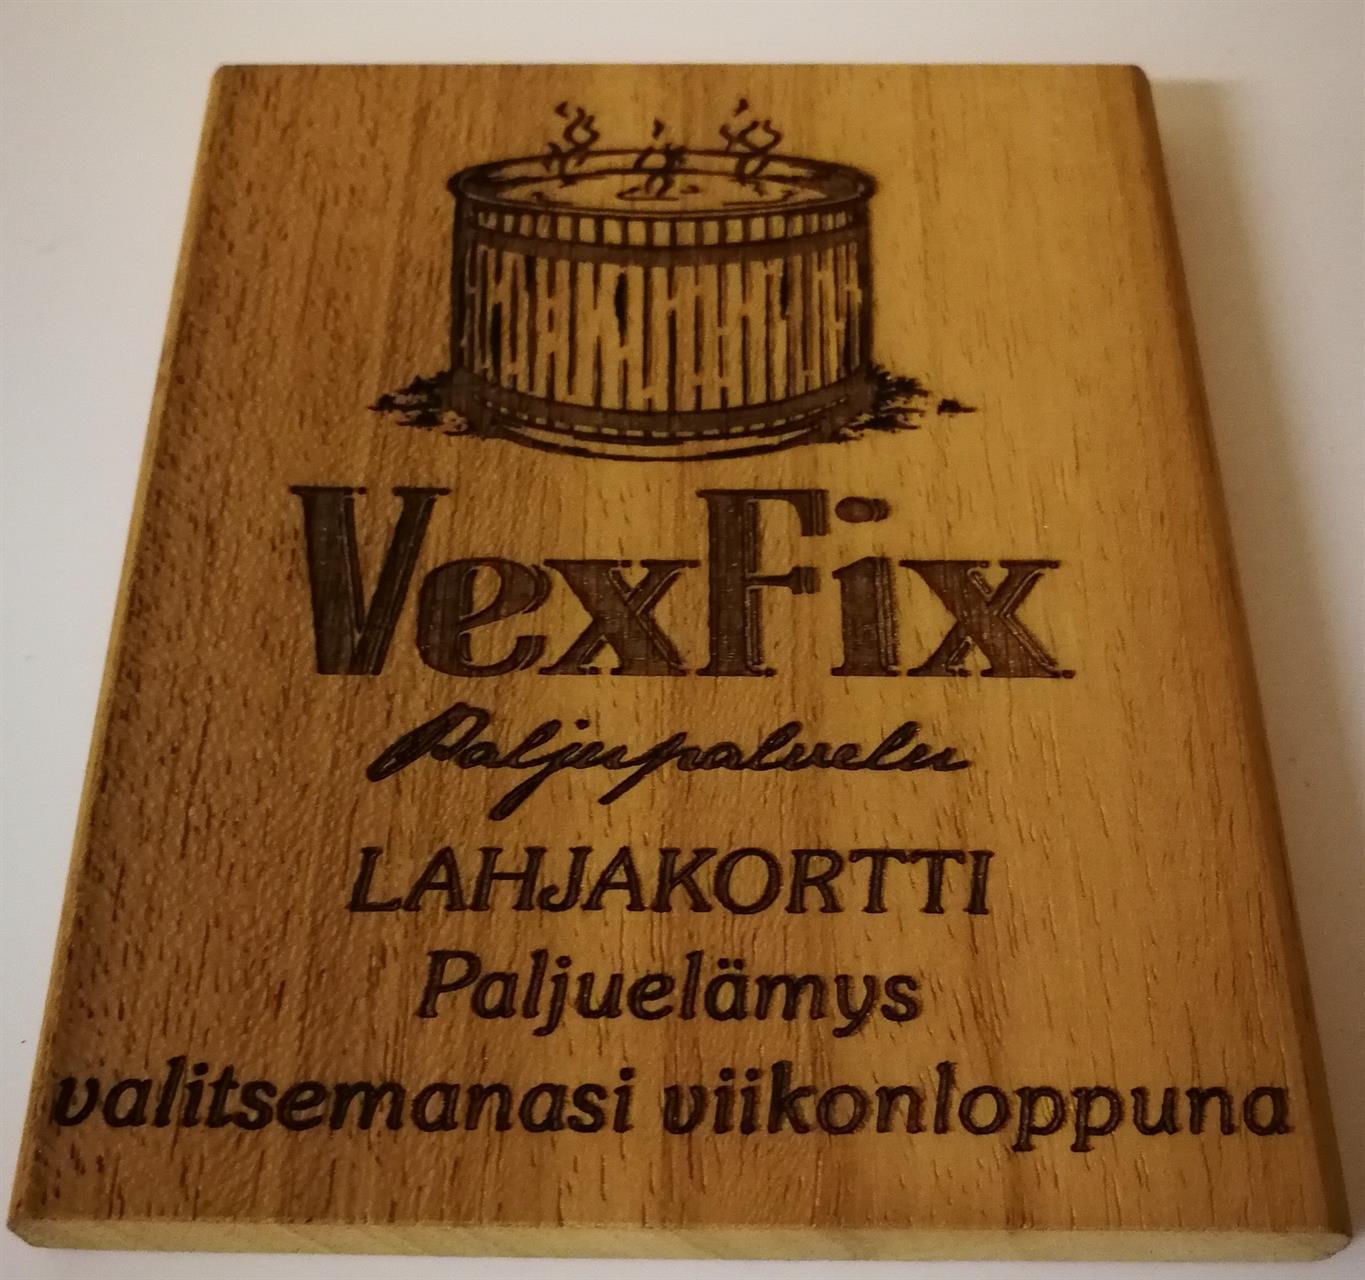 VexFix
Paljupalvelu
LAHJAKORTTI
Paljuelämys
valitsemanasi viikonloppuna